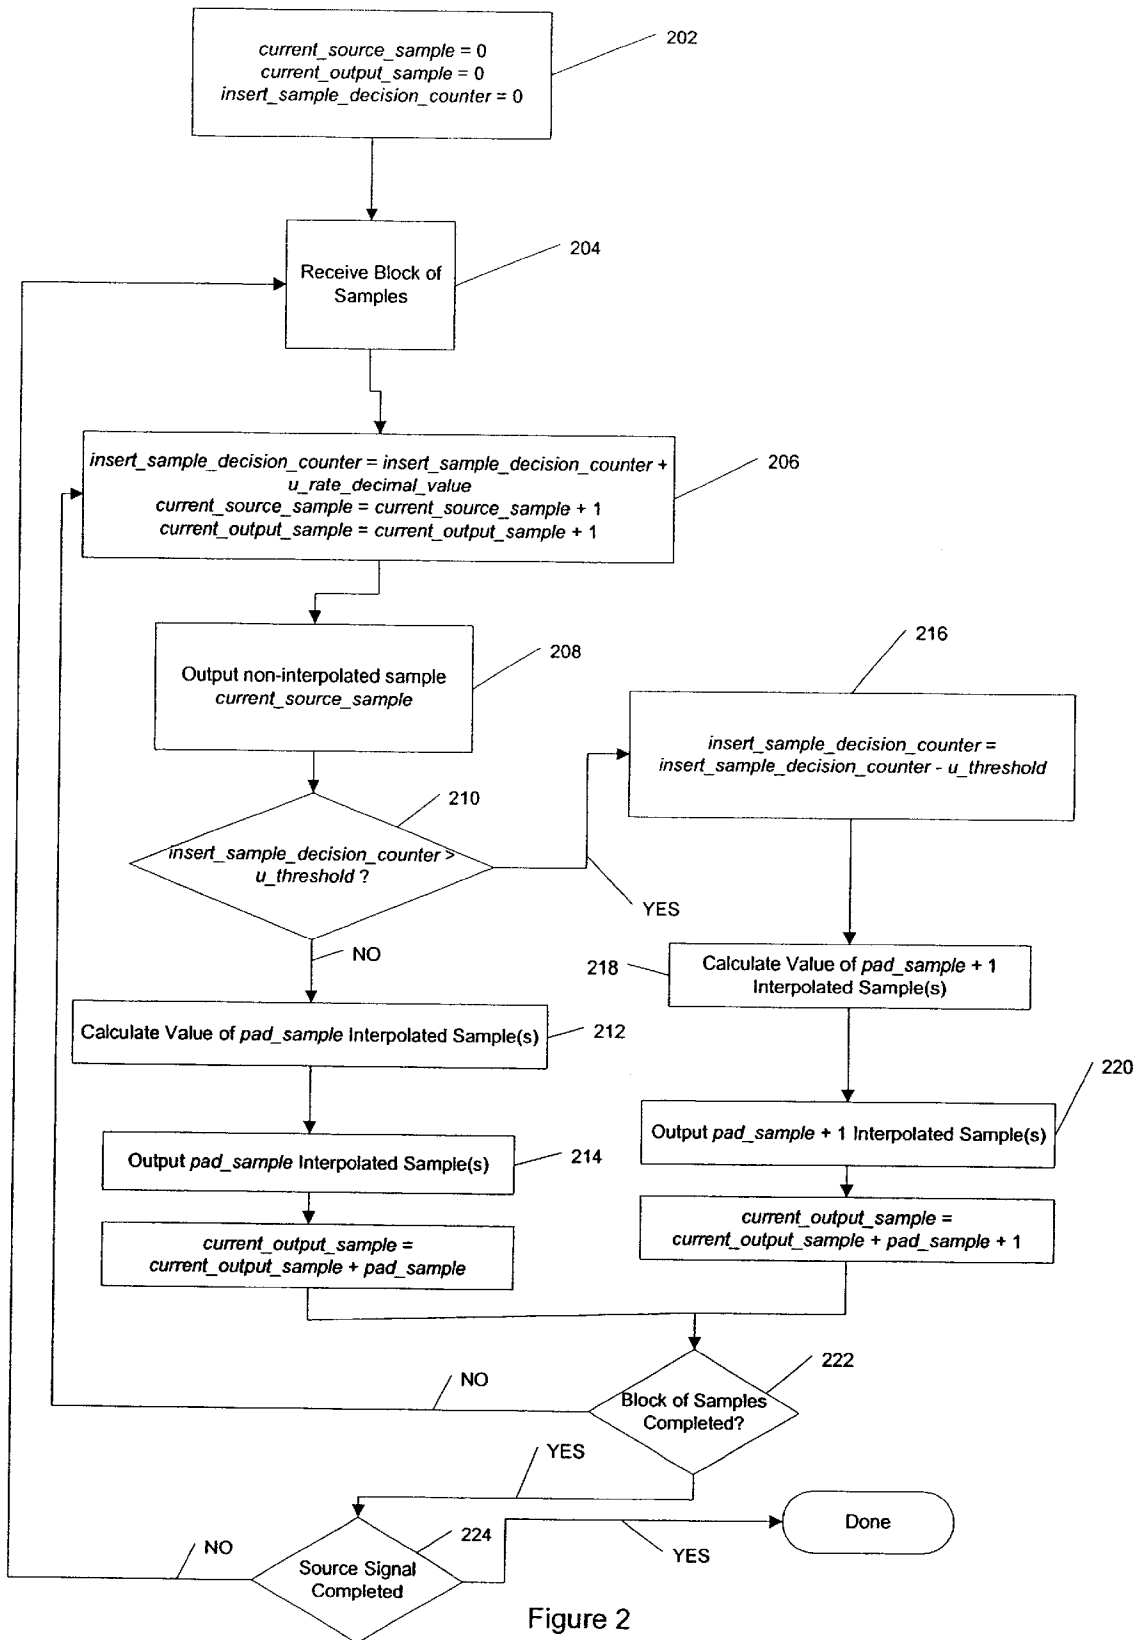 current_source_sample = 0
current_output_sample = 0
insert_sample_decision_counter = 0
202
Receive Block of
Samples
204
insert_sample_decision_counter = insert_sample_decision_counter +
u_rate_decimal_value
current_source_sample = current_source_sample + 1
current_output_sample = current_output_sample + 1
206
Output non-interpolated sample
current_source_sample
208
216
insert_sample_decision_counter =
insert_sample_decision_counter - u_threshold
210
insert_sample_decision_counter >
u_threshold ?
YES
NO
218
Calculate Value of pad_sample + 1
Interpolated Sample(s)
Calculate Value of pad_sample Interpolated Sample(s)
212
220
Output pad_sample + 1 Interpolated Sample(s)
Output pad_sample Interpolated Sample(s)
214
current_output_sample =
current_output_sample + pad_sample + 1
current_output_sample =
current_output_sample + pad_sample
222
Block of Samples
Completed?
NO
YES
224
Source Signal
Completed
NO
YES
Done
Figure 2